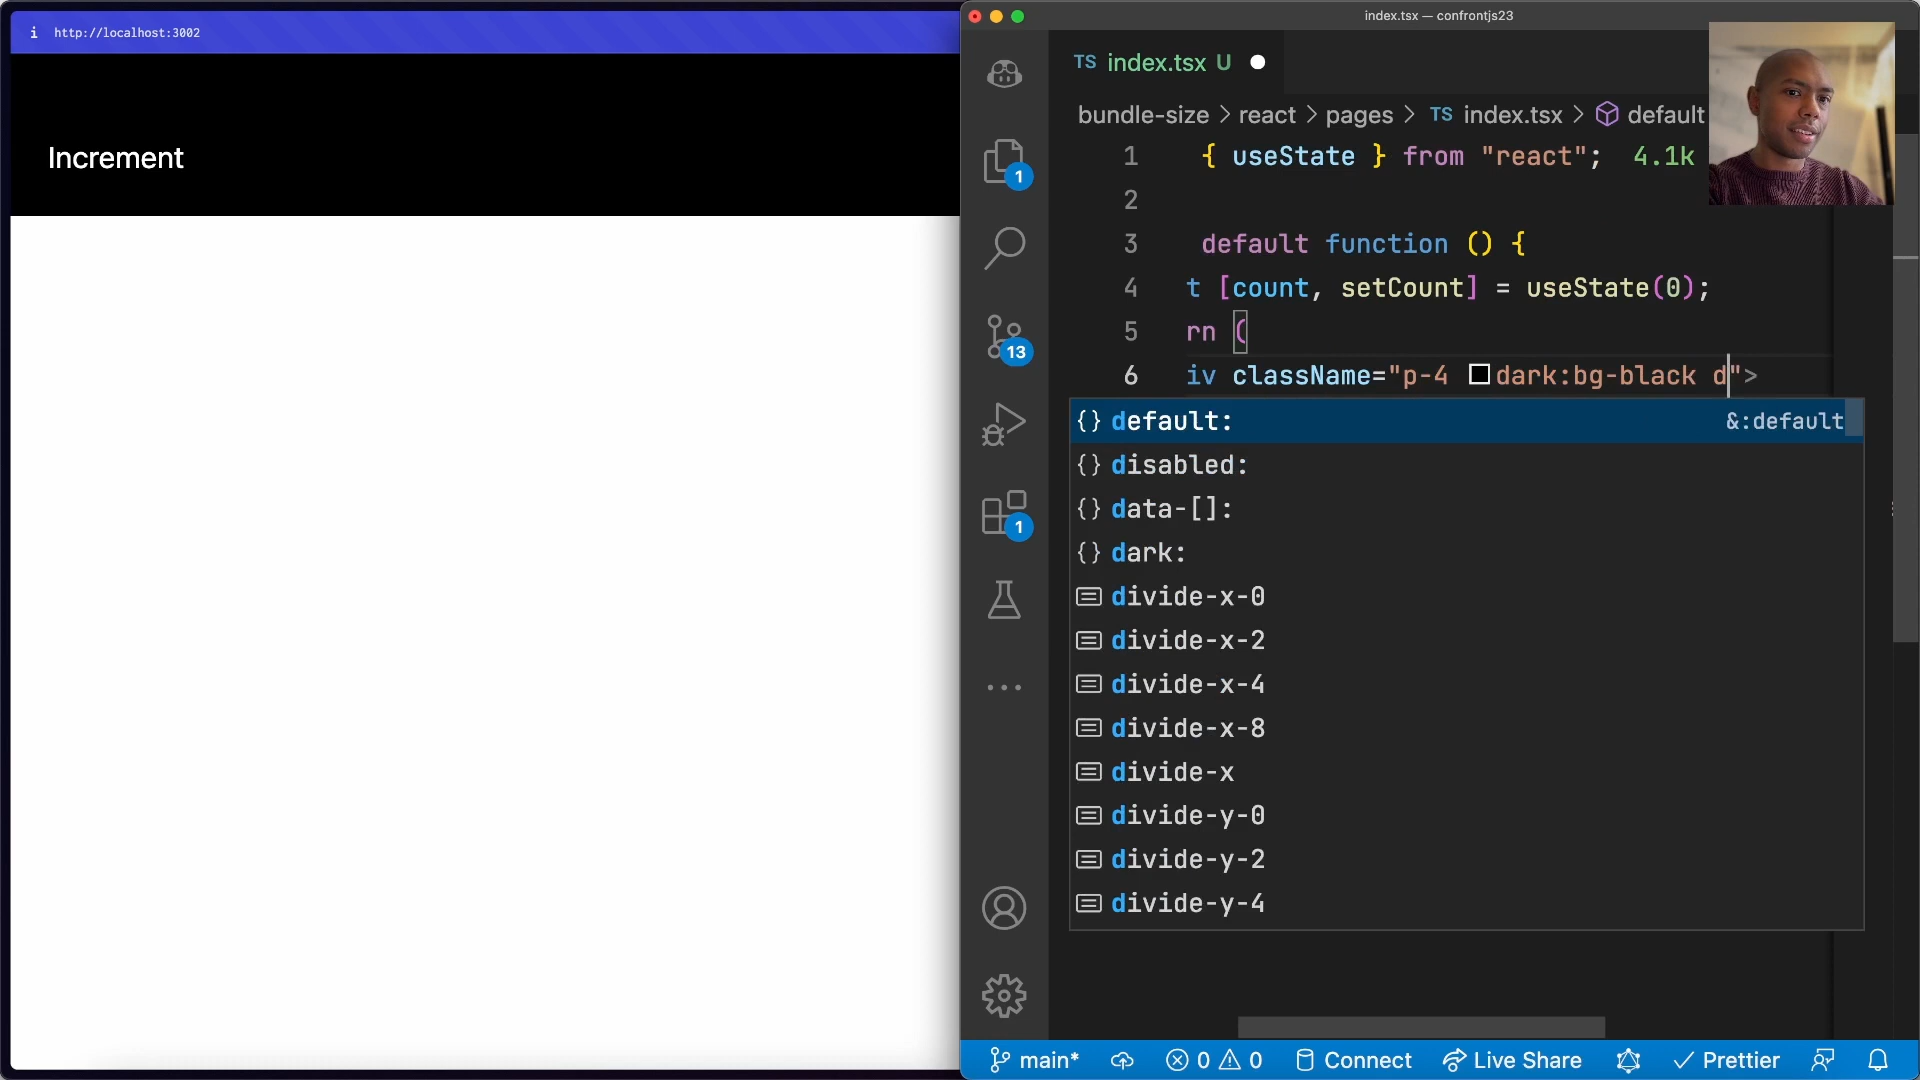 i http://localhost:3002
Increment
index.tsx — confrontjs23
TS index.tsx U
bundle-size > react > pages > TS index.tsx > default
1 { useState } from "react"; 4.1k
2
3 default function () {
4 t [count, setCount] = useState(0);
5 rn (
6 iv className="p-4 dark:bg-black d">
{} default: &:default
{} disabled:
{} data-[]:
{} dark:
divide-x-0
divide-x-2
divide-x-4
divide-x-8
divide-x
divide-y-0
divide-y-2
divide-y-4
1
13
1
main* 0 0 Connect Live Share Prettier